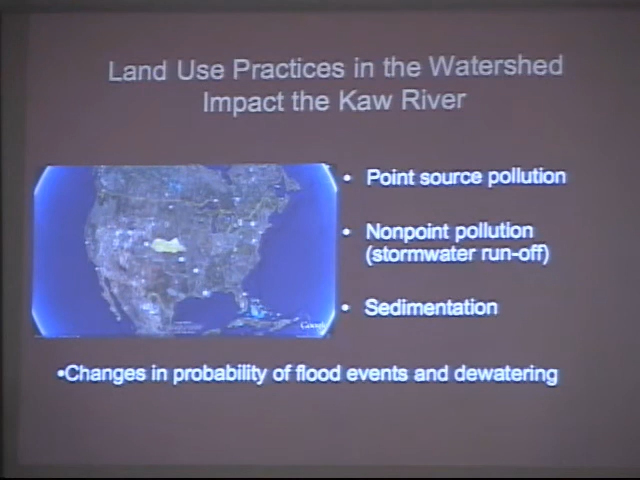 Land Use Practices in the Watershed
Impact the Kaw River
• Point source pollution
• Nonpoint pollution
(stormwater run-off)
• Sedimentation
Google
•Changes in probability of flood events and dewatering